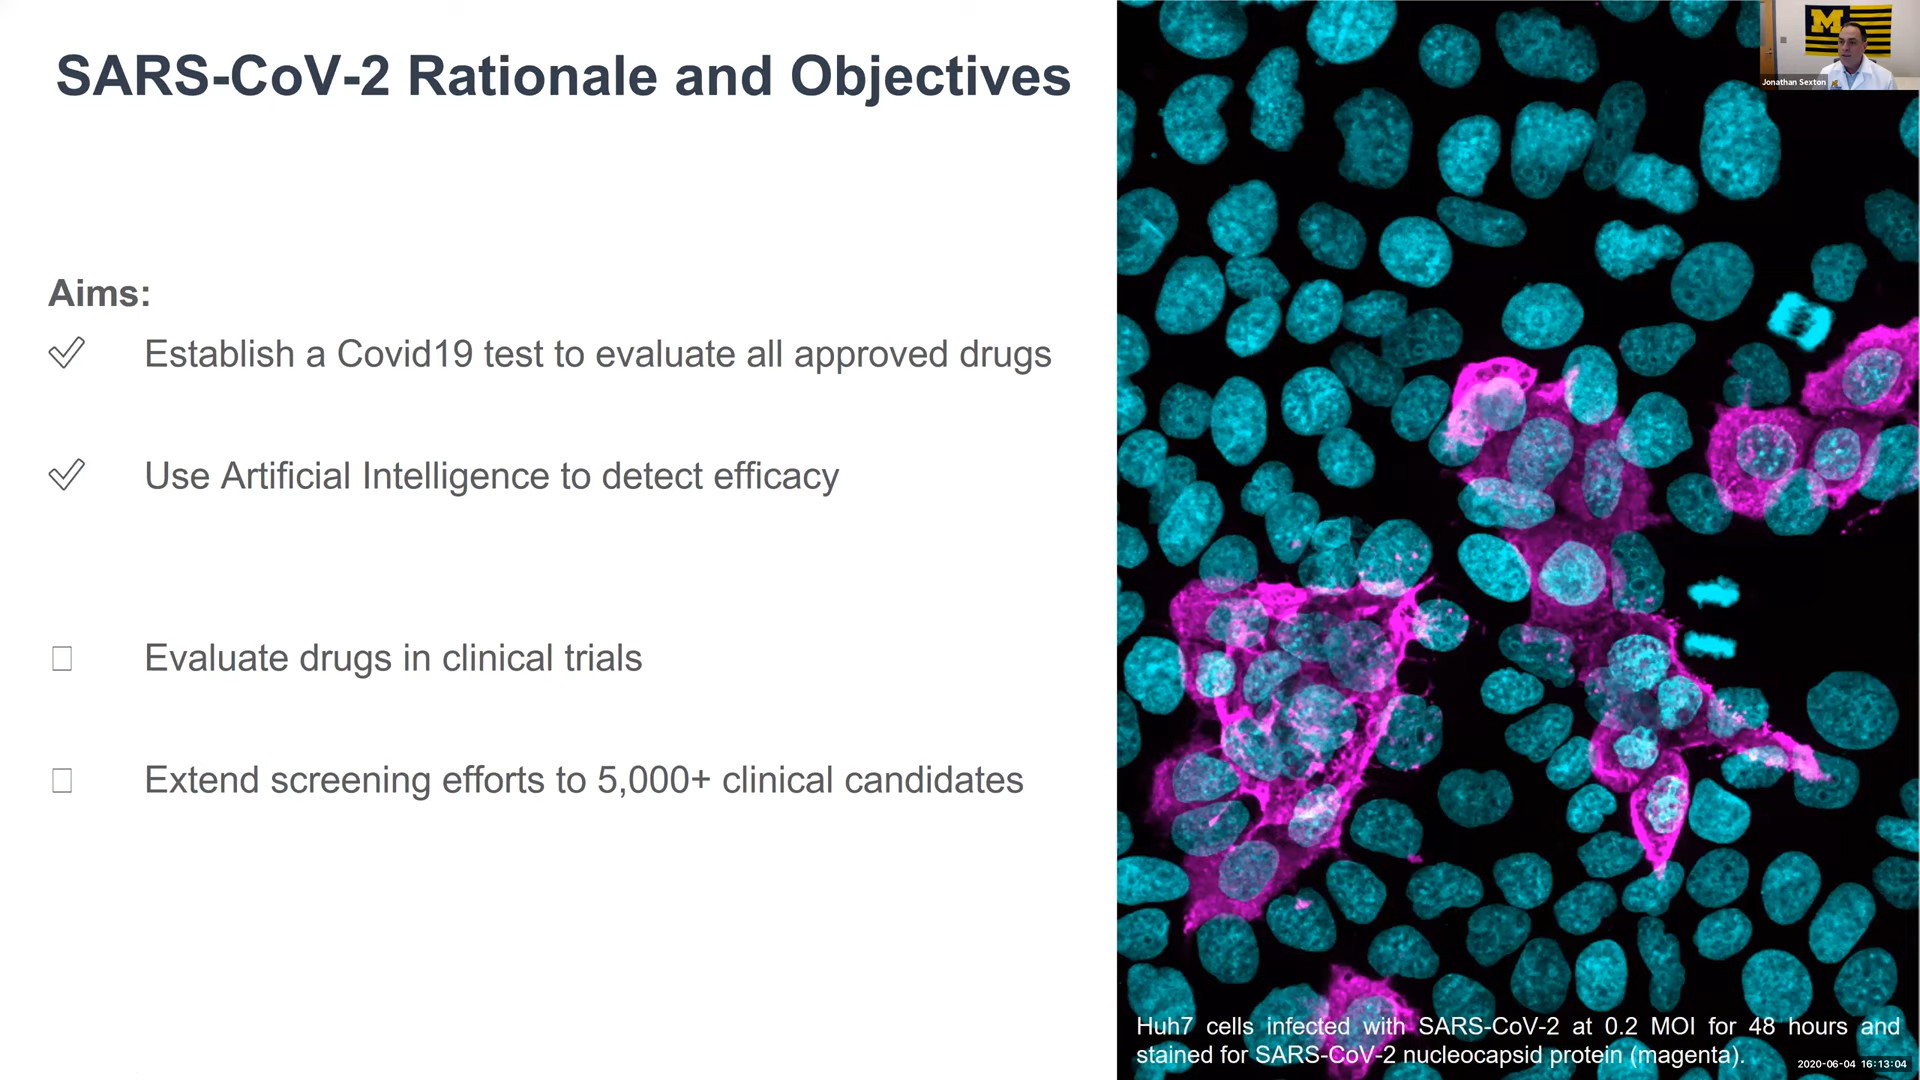 SARS-CoV-2 Rationale and Objectives
M
Jonathan Sexton
Aims:
Establish a Covid19 test to evaluate all approved drugs
Use Artificial Intelligence to detect efficacy
Evaluate drugs in clinical trials
Extend screening efforts to 5,000+ clinical candidates
Huh7 cells infected with SARS-CoV-2 at 0.2 MOI for 48 hours and
stained for SARS-CoV-2 nucleocapsid protein (magenta).
2020-06-04 16:13:04